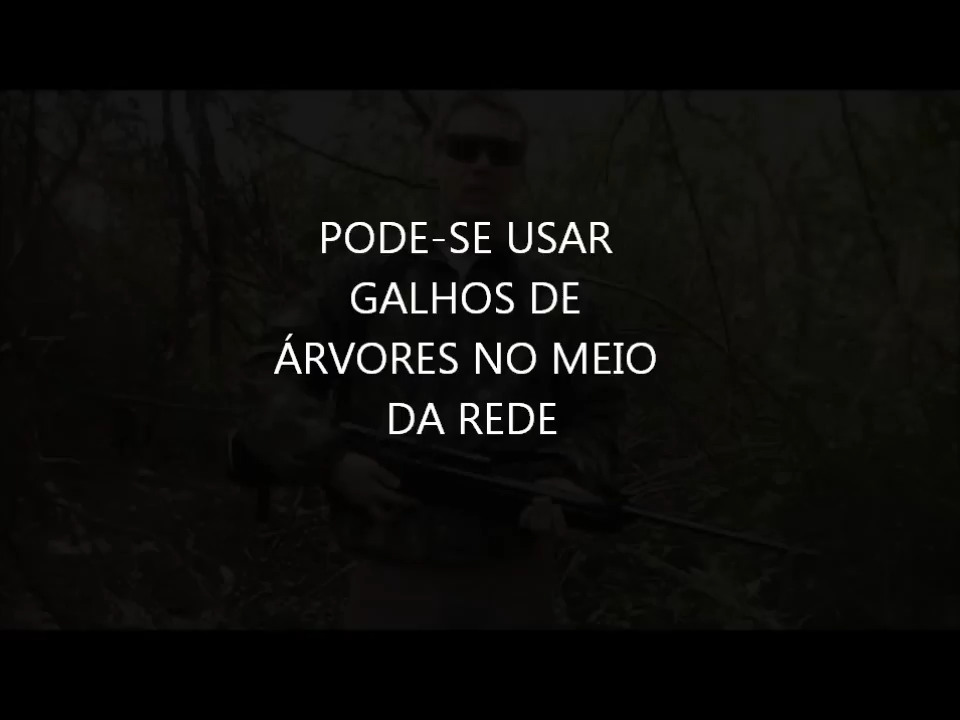 PODE-SE USAR
GALHOS DE
ÁRVORES NO MEIO
DA REDE